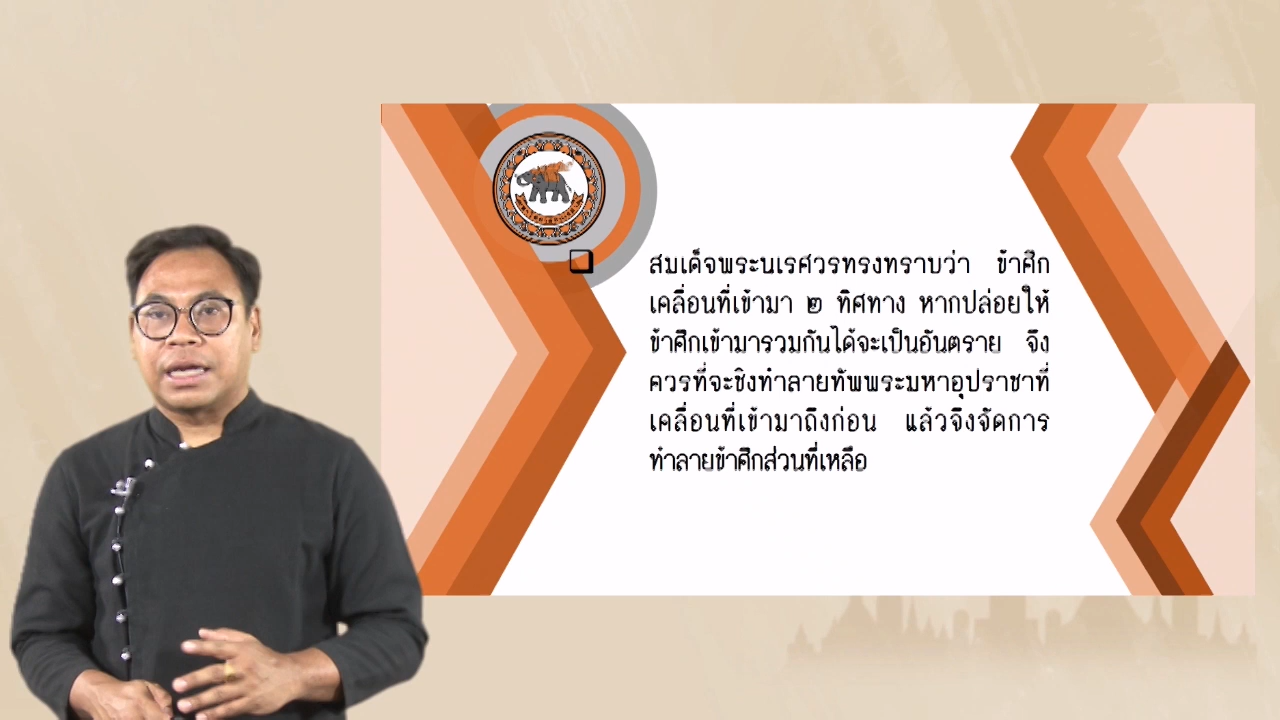 สมเด็จพระนเรศวรทรงทราบว่า ข้าศึก
เคลื่อนที่เข้ามา ๒ ทิศทาง หากปล่อยให้
ข้าศึกเข้ามารวมกันได้จะเป็นอันตราย จึง
ควรที่จะชิงทำลายทัพพระมหาอุปราชาที่
เคลื่อนที่เข้ามาถึงก่อน แล้วจึงจัดการ
ทำลายข้าศึกส่วนที่เหลือ